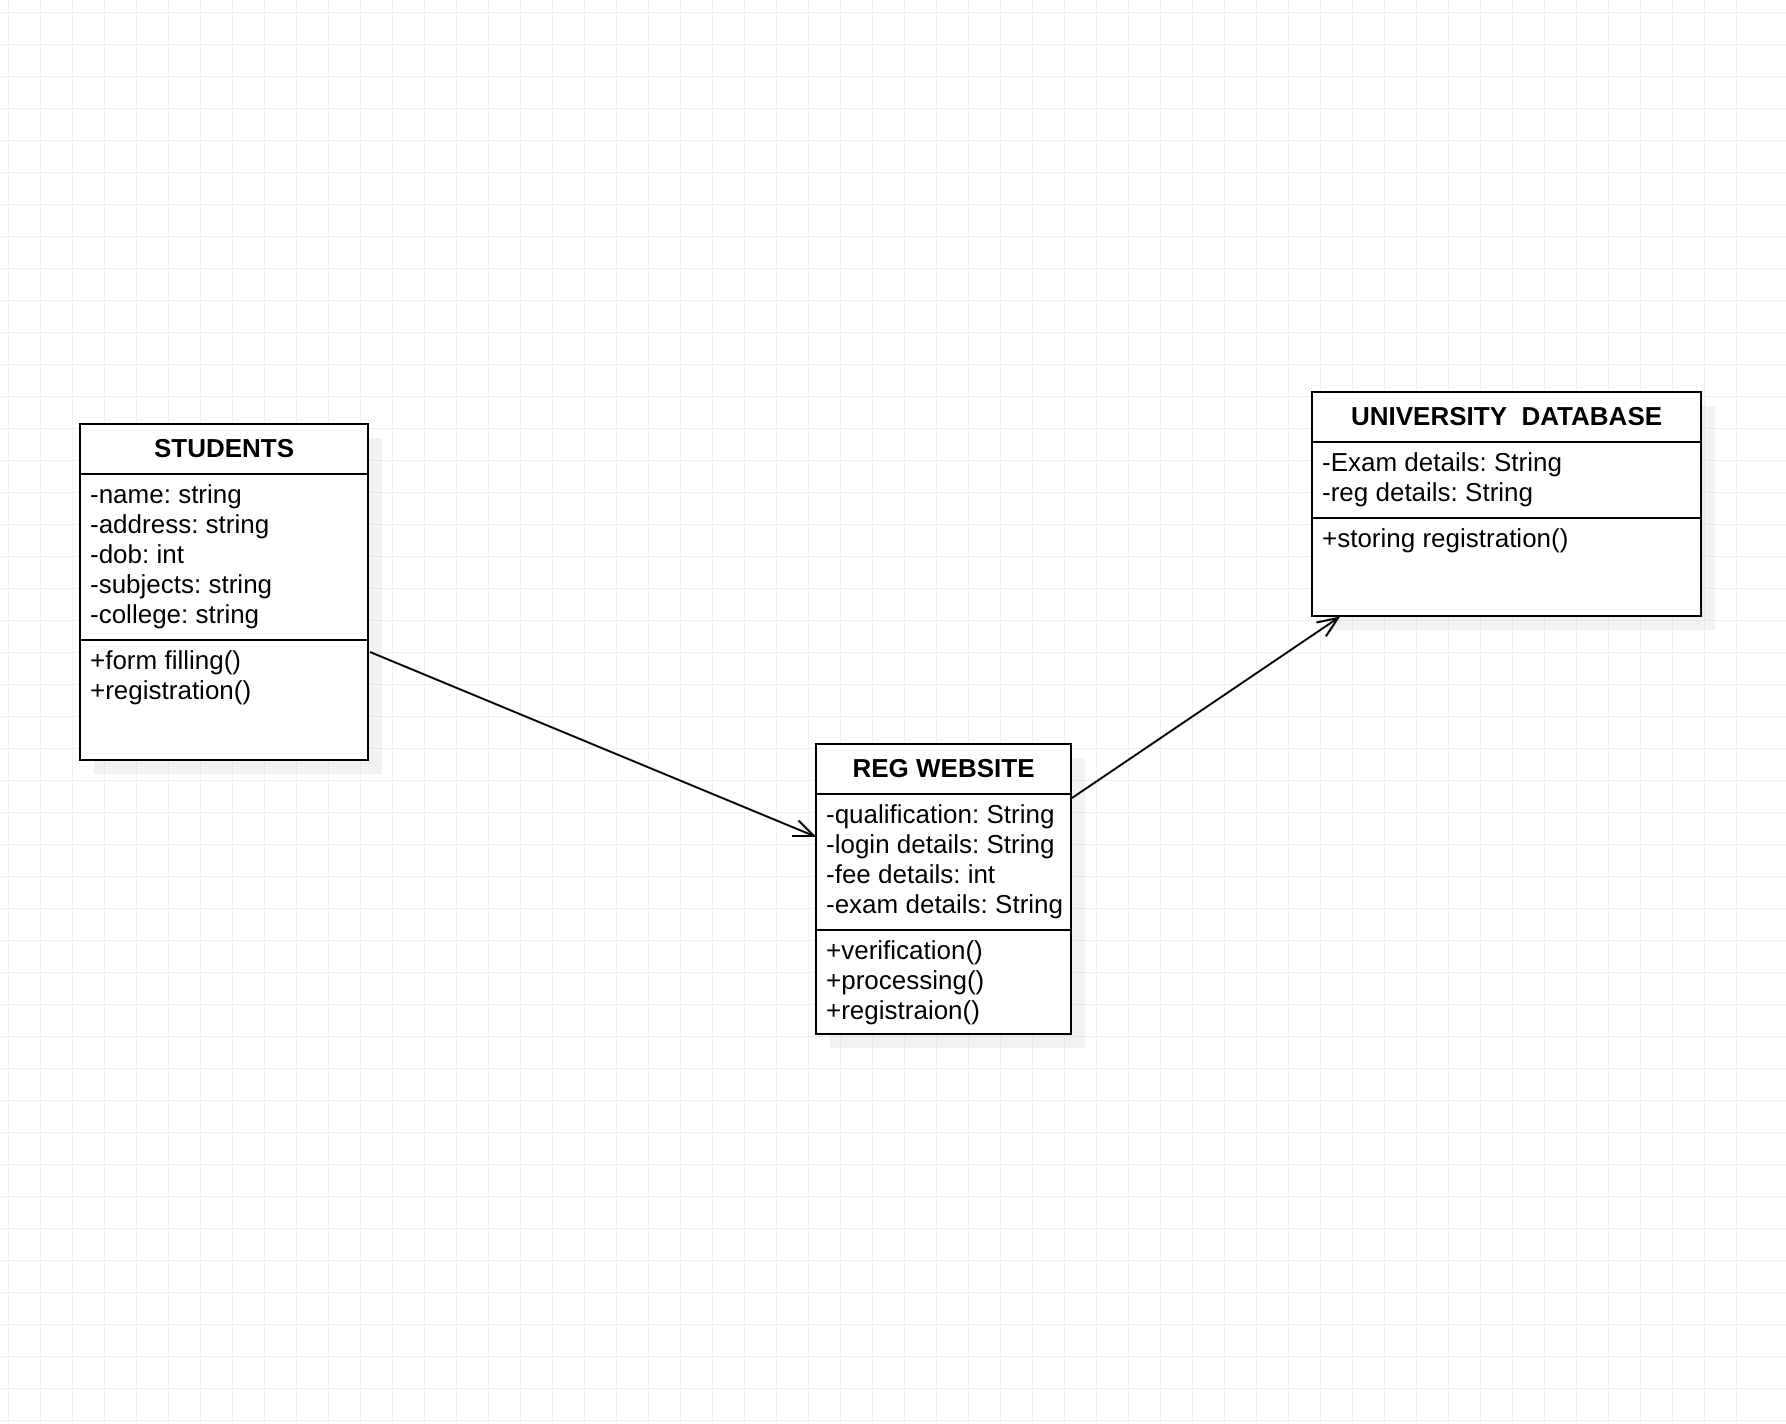 STUDENTS
-name: string
-address: string
-dob: int
-subjects: string
-college: string
+form filling()
+registration()
REG WEBSITE
-qualification: String
-login details: String
-fee details: int
-exam details: String
+verification()
+processing()
+registraion()
UNIVERSITY  DATABASE
-Exam details: String
-reg details: String
+storing registration()